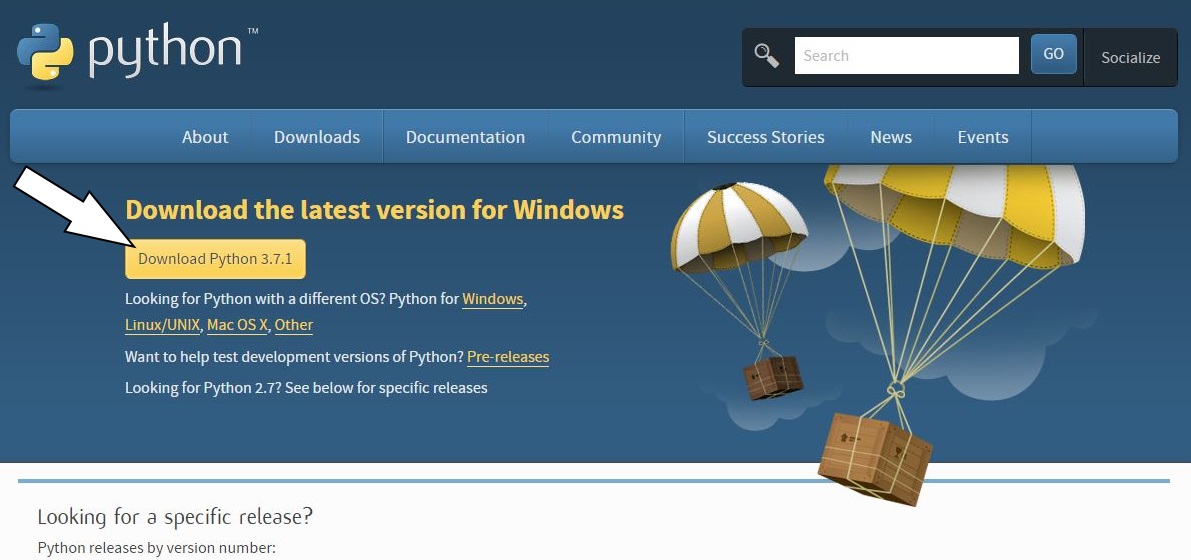 python™
Search
GO
Socialize
About
Downloads
Documentation
Community
Success Stories
News
Events
Download the latest version for Windows
Download Python 3.7.1
Looking for Python with a different OS? Python for Windows,
Linux/UNIX, Mac OS X, Other
Want to help test development versions of Python? Pre-releases
Looking for Python 2.7? See below for specific releases
Looking for a specific release?
Python releases by version number: